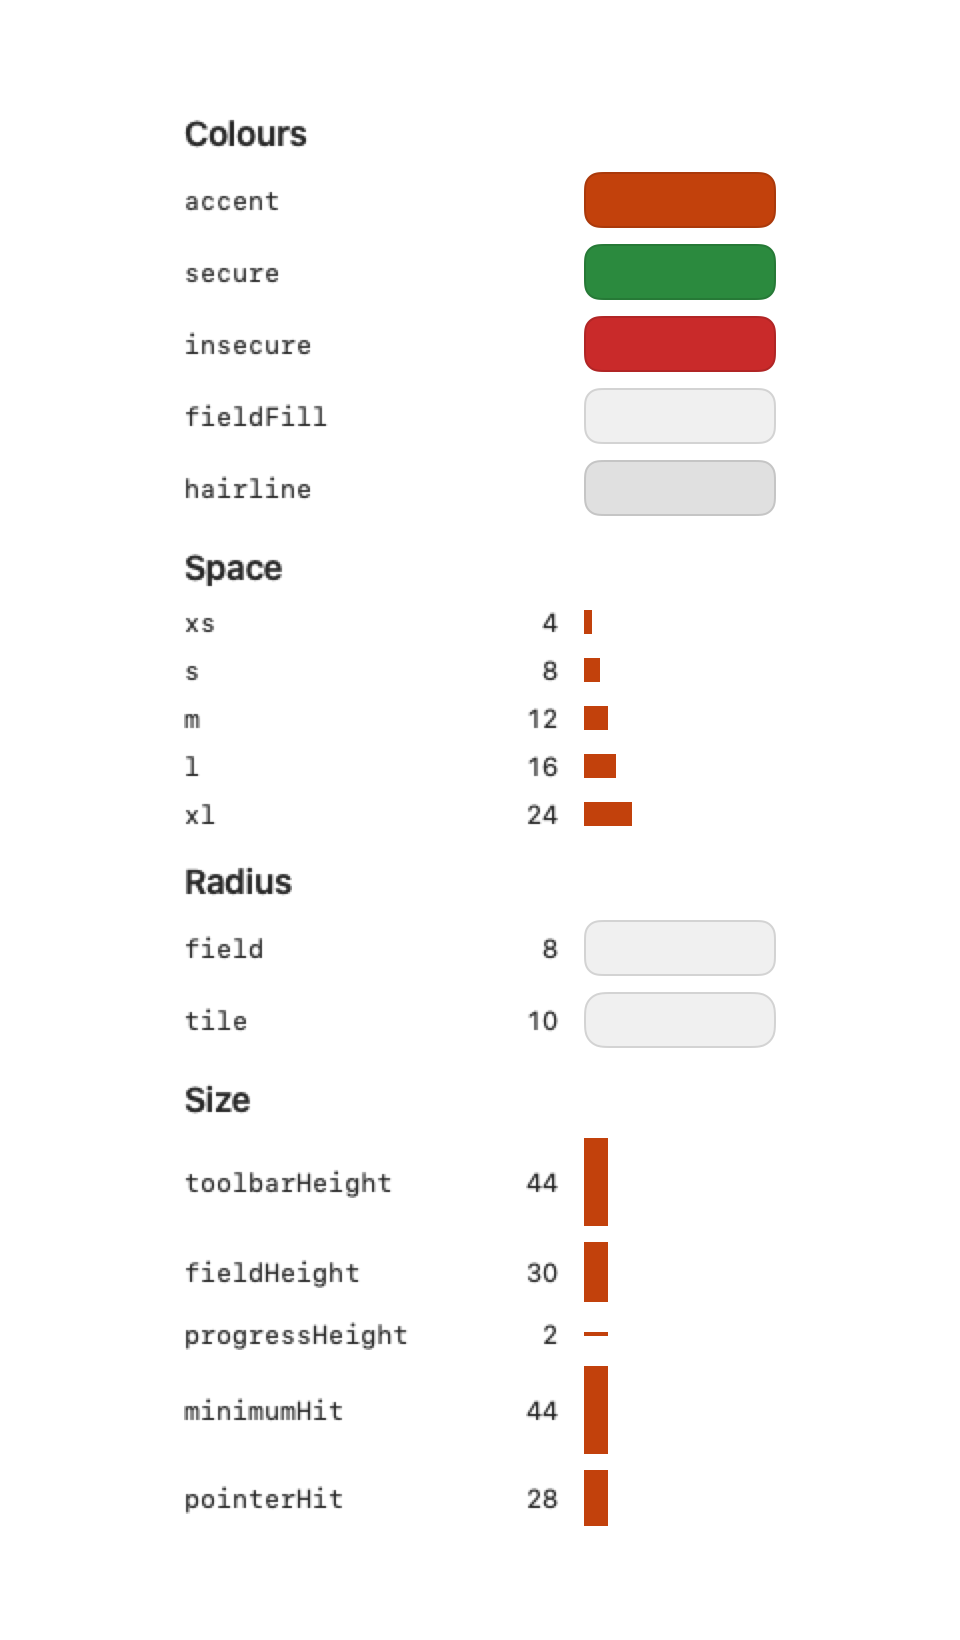 Colours
accent
secure
insecure
fieldFill
hairline
Space
xs 4
s 8
m 12
l 16
xl 24
Radius
field 8
tile 10
Size
toolbarHeight 44
fieldHeight 30
progressHeight 2
minimumHit 44
pointerHit 28